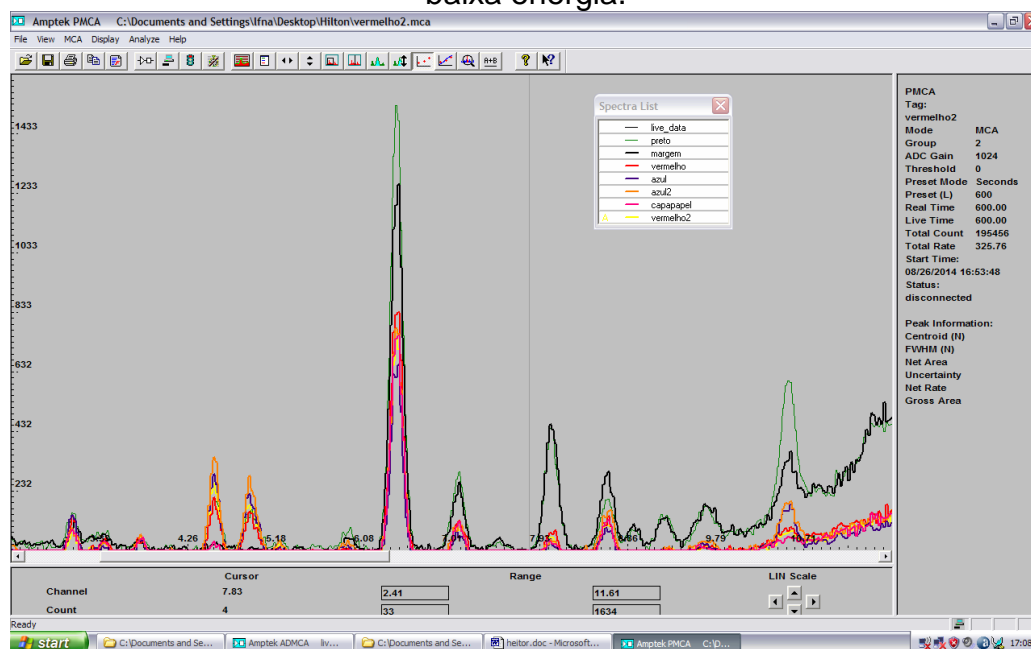 baixa energia.
Amptek PMCA C:\Documents and Settings\Ifna\Desktop\Hilton\vermelho2.mca
File View MCA Display Analyze Help
A+B
1433
1233
1033
833
632
432
232
4.26 5.18 6.08 9.79
Spectra List
live_data
preto
margem
vermelho
azul
azul2
capapapel
A vermelho2
PMCA
Tag:
vermelho2
Mode MCA
Group 2
ADC Gain 1024
Threshold 0
Preset Mode Seconds
Preset (L) 600
Real Time 600.00
Live Time 600.00
Total Count 195456
Total Rate 325.76
Start Time:
08/26/2014 16:53:48
Status:
disconnected
Peak Information:
Centroid (N)
FWHM (N)
Net Area
Uncertainty
Net Rate
Gross Area
Cursor Range LIN Scale
Channel 7.83 2.41 11.61
Count 4 33 1634
Ready
start C:\Documents and Se... Amptek ADMCA liv... C:\Documents and Se... heitor.doc - Microsoft... Amptek PMCA C:\D... 17:08